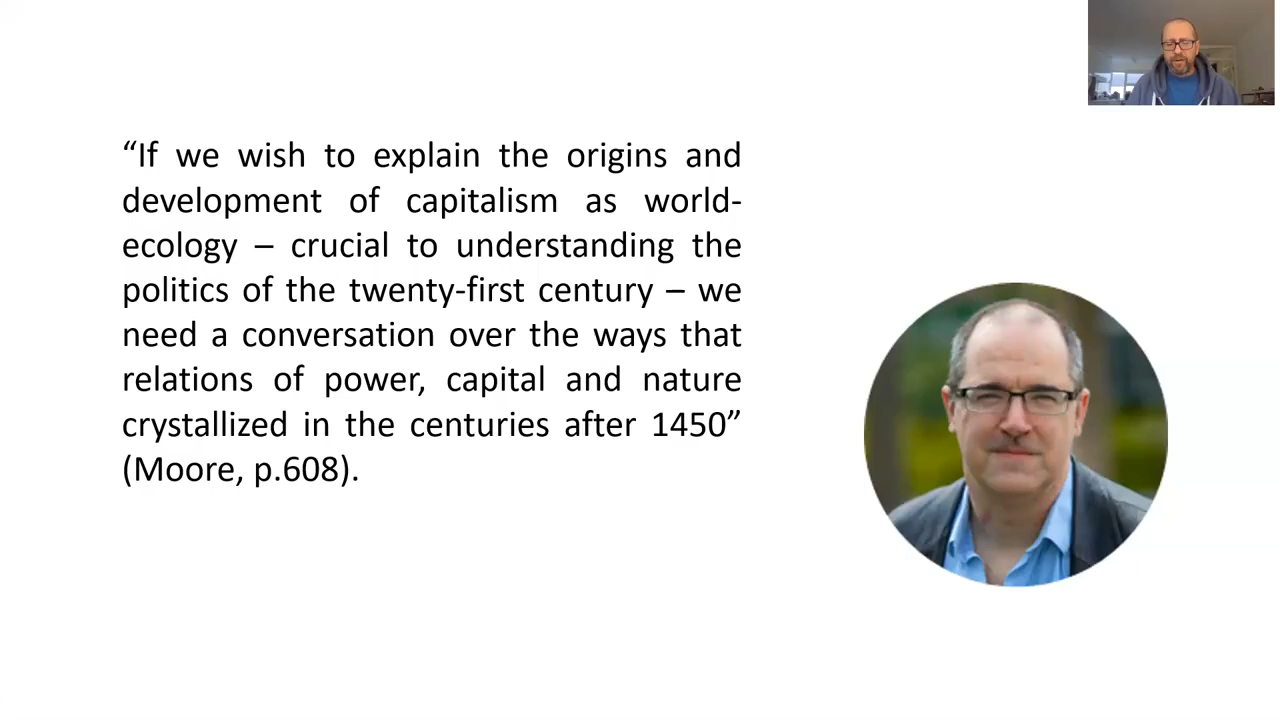 “If we wish to explain the origins and
development of capitalism as world-
ecology – crucial to understanding the
politics of the twenty-first century – we
need a conversation over the ways that
relations of power, capital and nature
crystallized in the centuries after 1450”
(Moore, p.608).